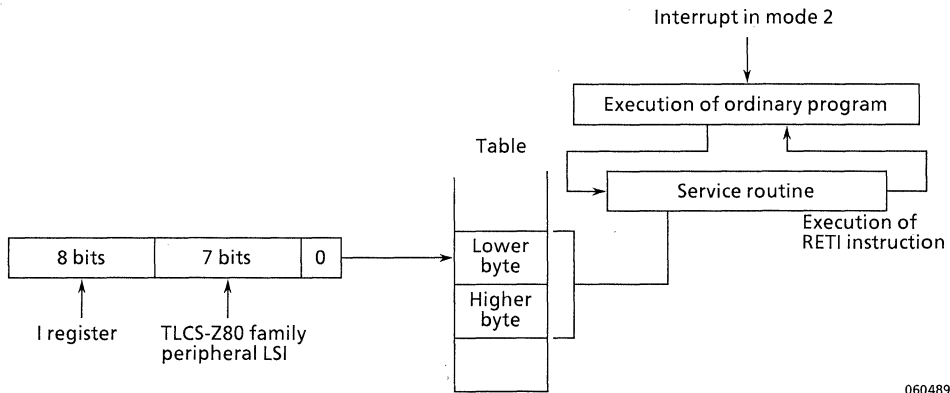 Interrupt in mode 2
Execution of ordinary program
Table
Service routine
Execution of
RETI instruction
8 bits
7 bits
0
Lower
byte
Higher
byte
I register
TLCS-Z80 family
peripheral LSI
060489